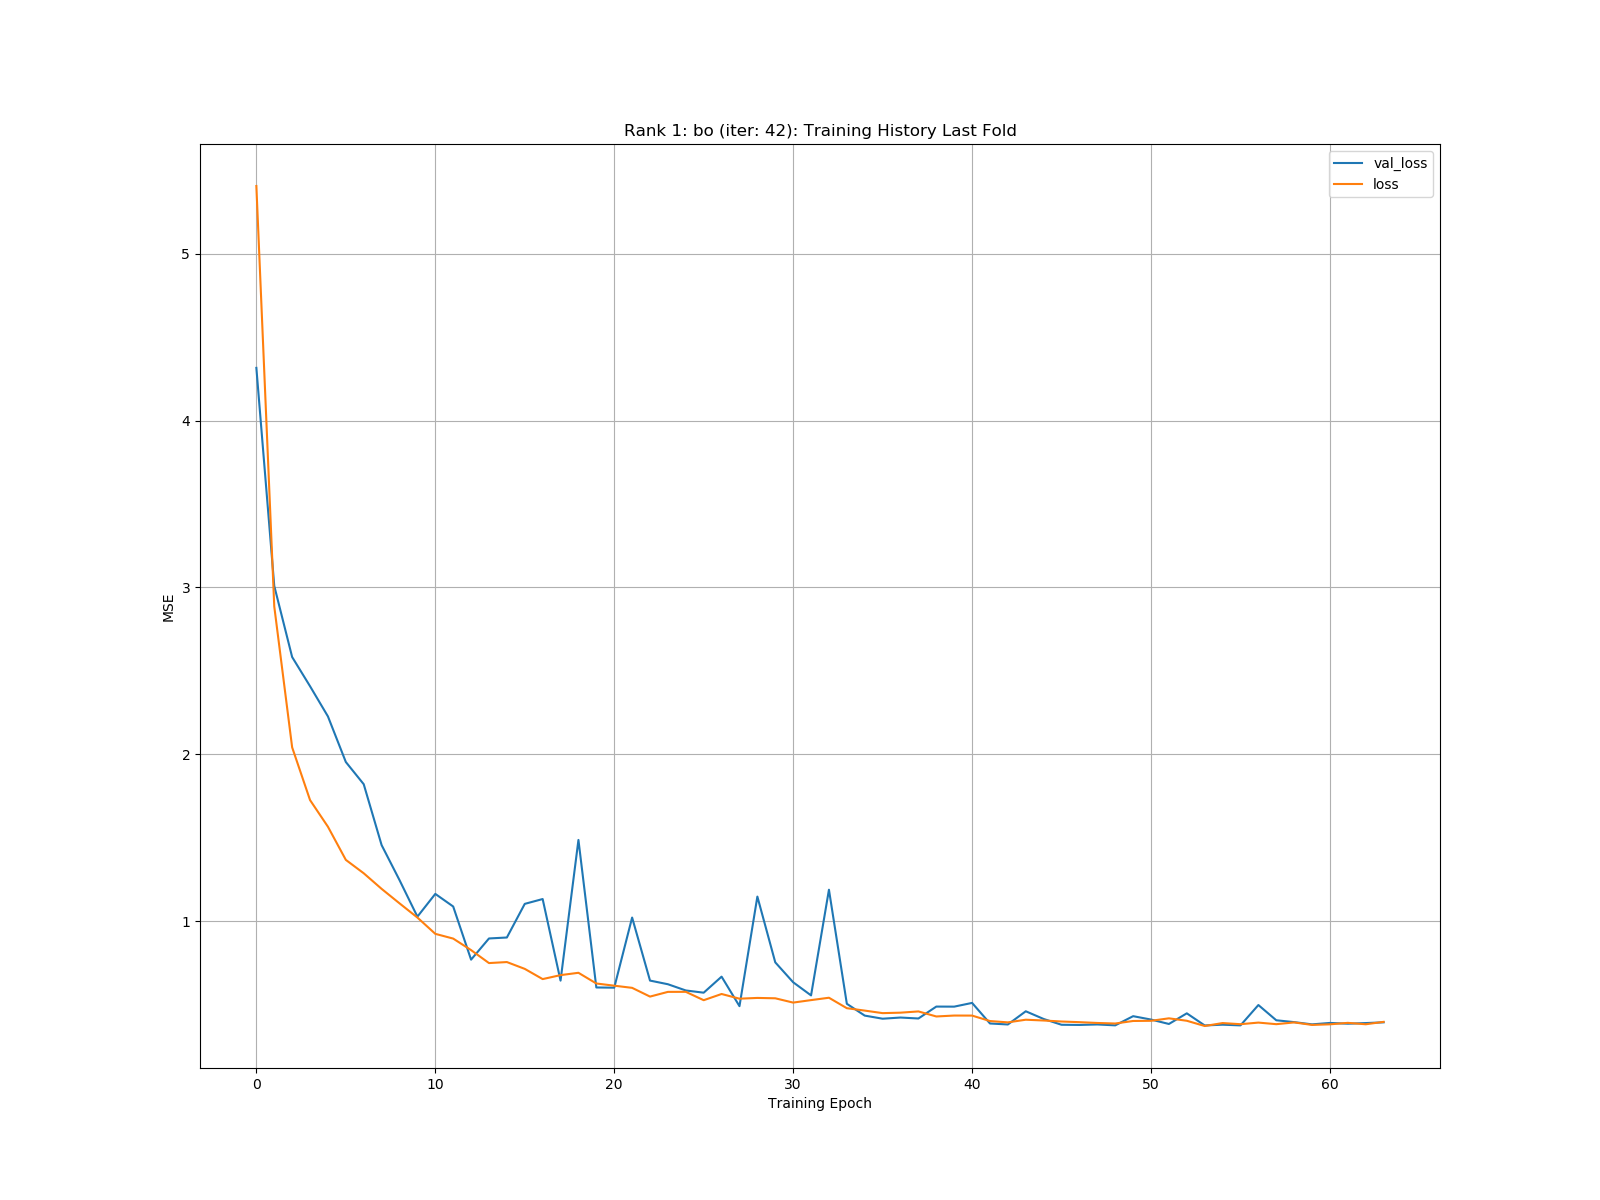 Rank 1: bo (iter: 42): Training History Last Fold
val_loss
loss
5
4
3
2
1
MSE
0 10 20 30 40 50 60
Training Epoch